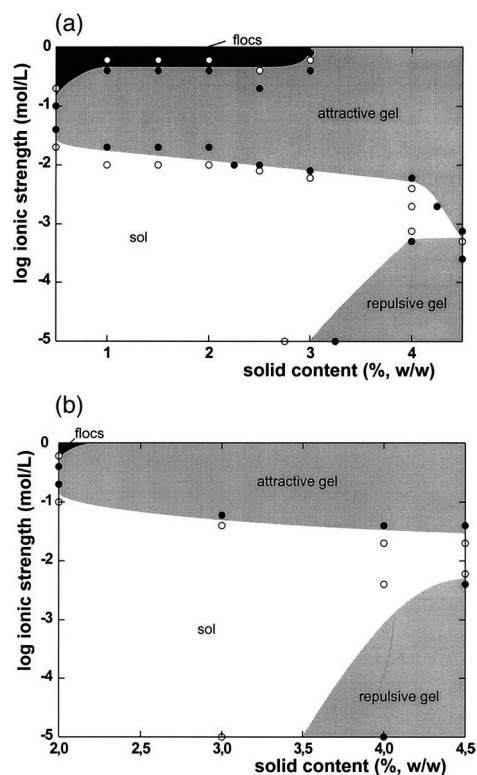 (a)
flocs
0
-1
-2
-3
-4
-5
log ionic strength (mol/L)
attractive gel
sol
repulsive gel
1
2
3
4
solid content (%, w/w)
(b)
flocs
0
-1
-2
-3
-4
-5
log ionic strength (mol/L)
attractive gel
sol
repulsive gel
2,0
2,5
3,0
3,5
4,0
4,5
solid content (%, w/w)